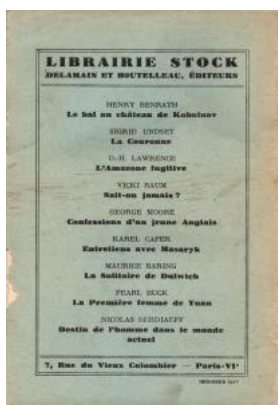 LIBRAIRIE STOCK
DELAMAIN ET BOUTELLEAU, ÉDITEURS
HENRY BENRATH
Le bal au château de
SIGRID UNDSET
La Couronne
D.-H. LAWRENCE
L'Amazone fugitive
VICKI BAUM
Sait-on jamais ?
GEORGE MOORE
Confessions d'un jeune Anglais
KAREL CAPEK
Entretiens avec Masaryk
MAURICE BARING
La Solitaire de Dulwich
PEARL BUCK
La Première femme de Yuan
NICOLAS BERDIAEFF
Destin de l'homme dans le monde
actuel
7, Rue du Vieux Colombier — Paris-VIᵉ